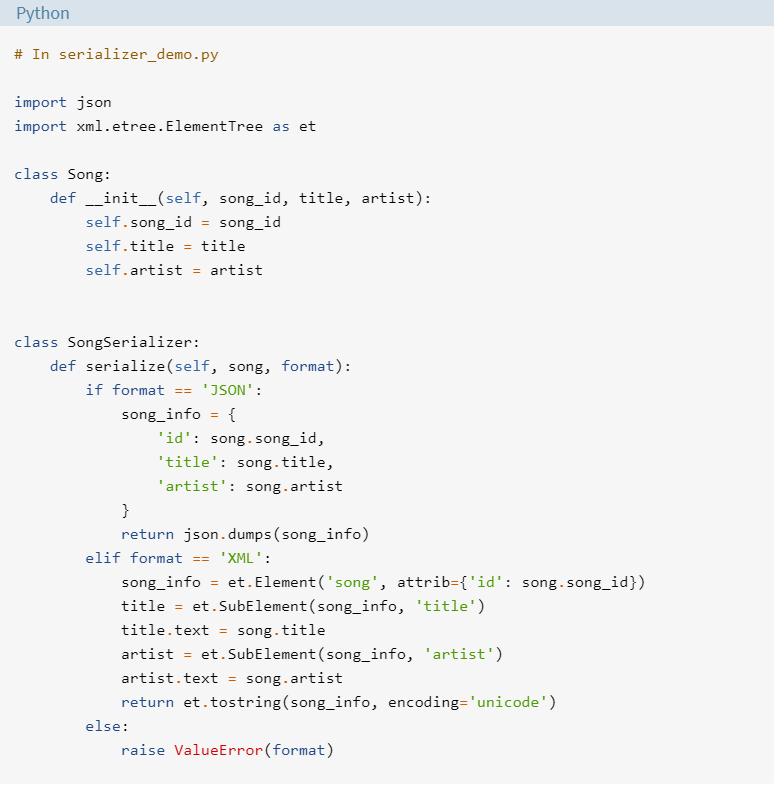 Python
# In serializer_demo.py
import json
import xml.etree.ElementTree as et
class Song:
    def __init__(self, song_id, title, artist):
        self.song_id = song_id
        self.title = title
        self.artist = artist
class SongSerializer:
    def serialize(self, song, format):
        if format == 'JSON':
            song_info = {
                'id': song.song_id,
                'title': song.title,
                'artist': song.artist
            }
            return json.dumps(song_info)
        elif format == 'XML':
            song_info = et.Element('song', attrib={'id': song.song_id})
            title = et.SubElement(song_info, 'title')
            title.text = song.title
            artist = et.SubElement(song_info, 'artist')
            artist.text = song.artist
            return et.tostring(song_info, encoding='unicode')
        else:
            raise ValueError(format)